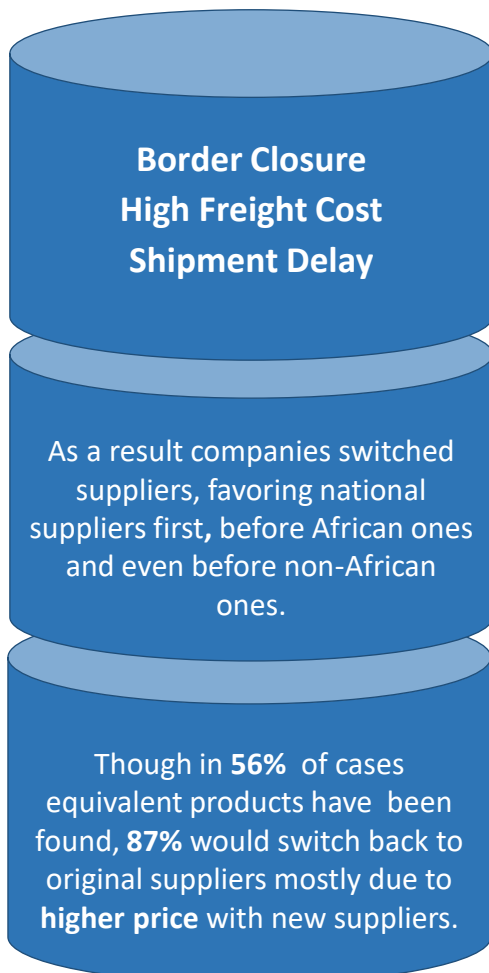 Border Closure
High Freight Cost
Shipment Delay
As a result companies switched
suppliers, favoring national
suppliers first, before African ones
and even before non-African
ones.
Though in 56% of cases
equivalent products have been
found, 87% would switch back to
original suppliers mostly due to
higher price with new suppliers.